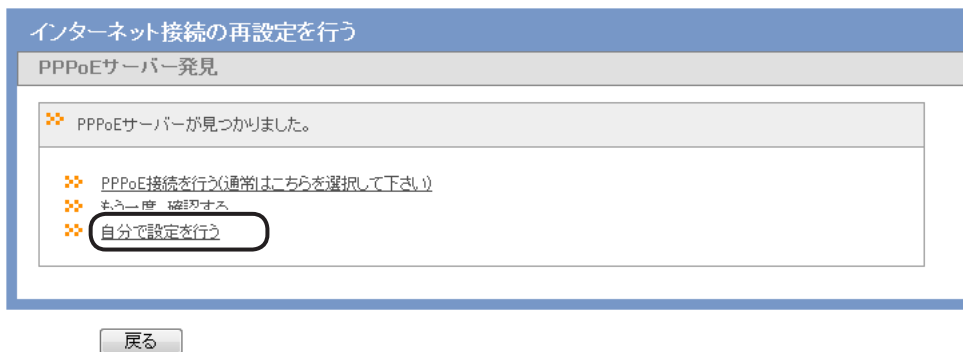 インターネット接続の再設定を行う
PPPoEサーバー発見
PPPoEサーバーが見つかりました。
PPPoE接続を行う(通常はこちらを選択して下さい)
もう一度 確認する
自分で設定を行う
戻る